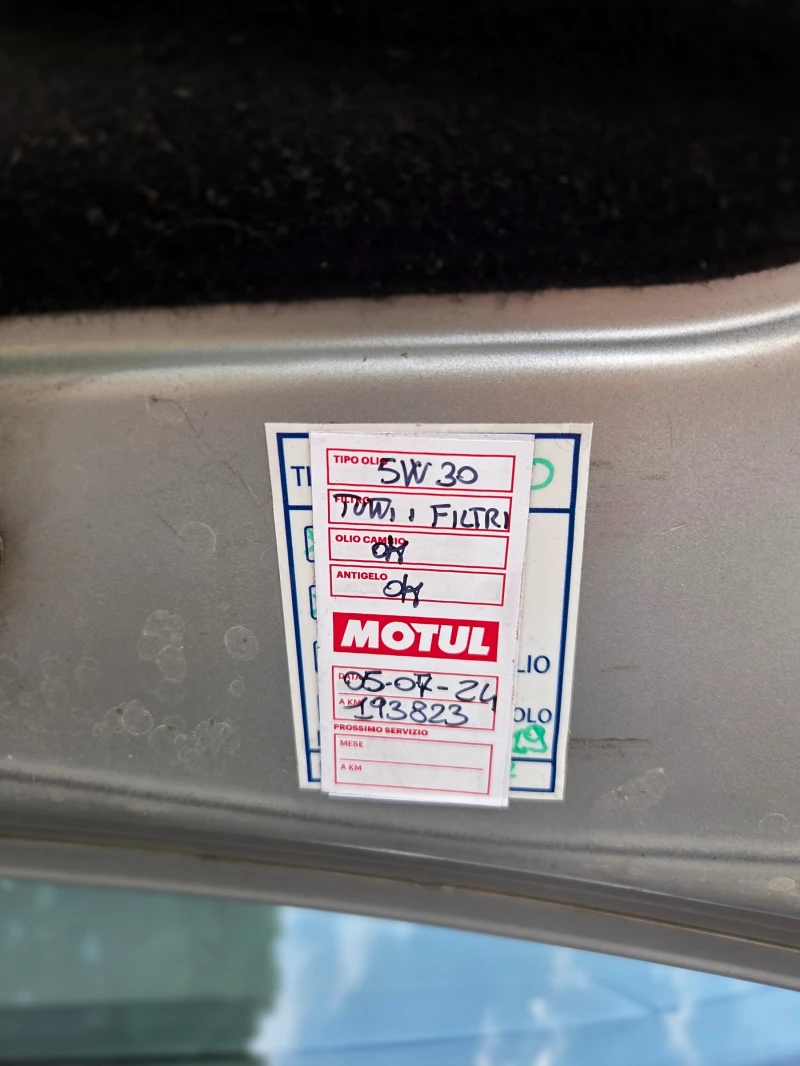 TIPO OLIO 5W30
FILTRO TUTTI I FILTRI
OLIO CAMBIO OK
ANTIGELO OK
MOTUL
DATA 05-07-24
A KM 193823
PROSSIMO SERVIZIO
MESE
A KM
TI
O
LIO
OLO